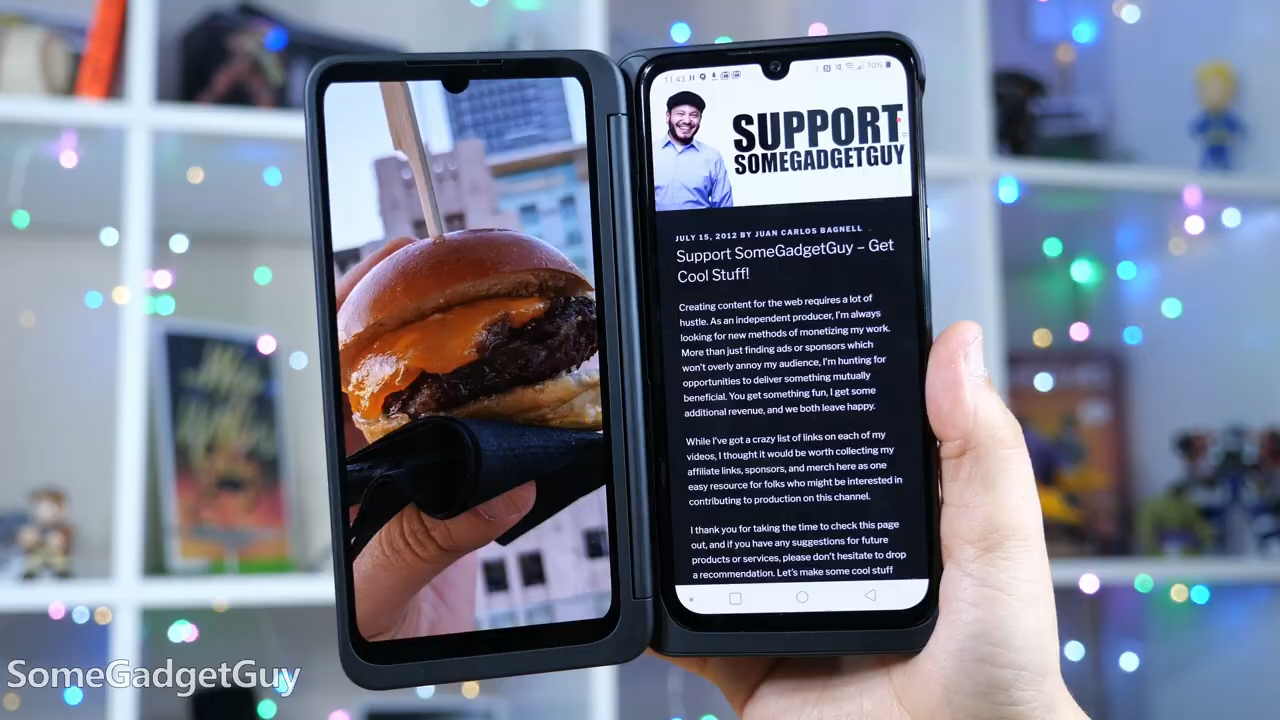 11:43
70%
SUPPORT
SOMEGADGETGUY
JULY 15, 2012 BY JUAN CARLOS BAGNELL
Support SomeGadgetGuy – Get
Cool Stuff!
Creating content for the web requires a lot of
hustle. As an independent producer, I'm always
looking for new methods of monetizing my work.
More than just finding ads or sponsors which
won't overly annoy my audience, I'm hunting for
opportunities to deliver something mutually
beneficial. You get something fun, I get some
additional revenue, and we both leave happy.
While I've got a crazy list of links on each of my
videos, I thought it would be worth collecting my
affiliate links, sponsors, and merch here as one
easy resource for folks who might be interested in
contributing to production on this channel.
I thank you for taking the time to check this page
out, and if you have any suggestions for future
products or services, please don't hesitate to drop
a recommendation. Let's make some cool stuff
SomeGadgetGuy